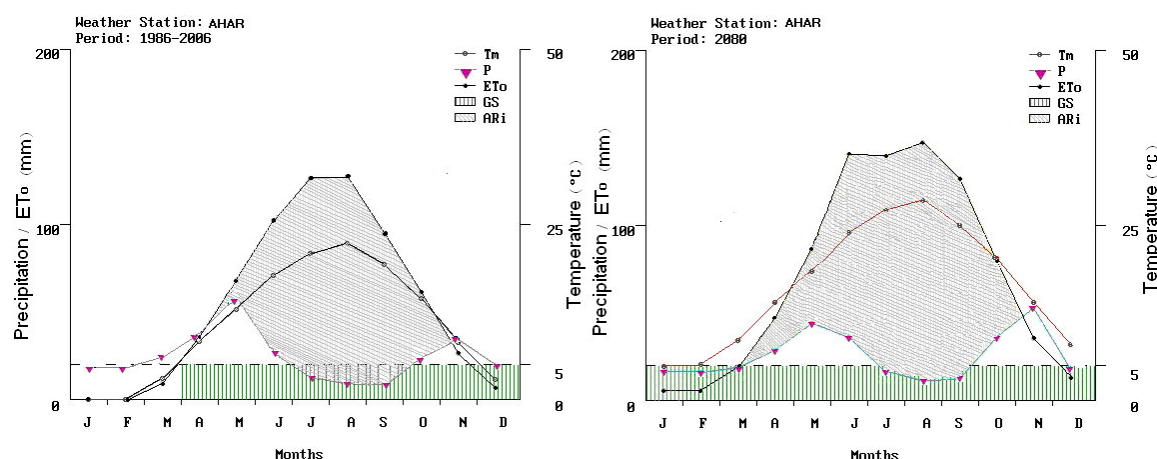 Weather Station: AHAR
Period: 1986-2006
200
50
Tm
P
ETo
GS
ARi
Precipitation / ETo (mm)
100
25
Temperature (°C)
5
0
0
J F M A M J J A S O N D
Months
Weather Station: AHAR
Period: 2080
200
50
Tm
P
ETo
GS
ARi
Precipitation / ETo (mm)
100
25
Temperature (°C)
5
0
0
J F M A M J J A S O N D
Months